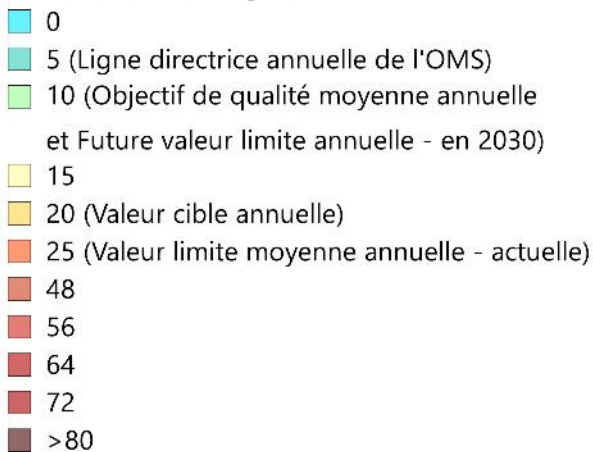 0
5 (Ligne directrice annuelle de l'OMS)
10 (Objectif de qualité moyenne annuelle
et Future valeur limite annuelle - en 2030)
15
20 (Valeur cible annuelle)
25 (Valeur limite moyenne annuelle - actuelle)
48
56
64
72
>80